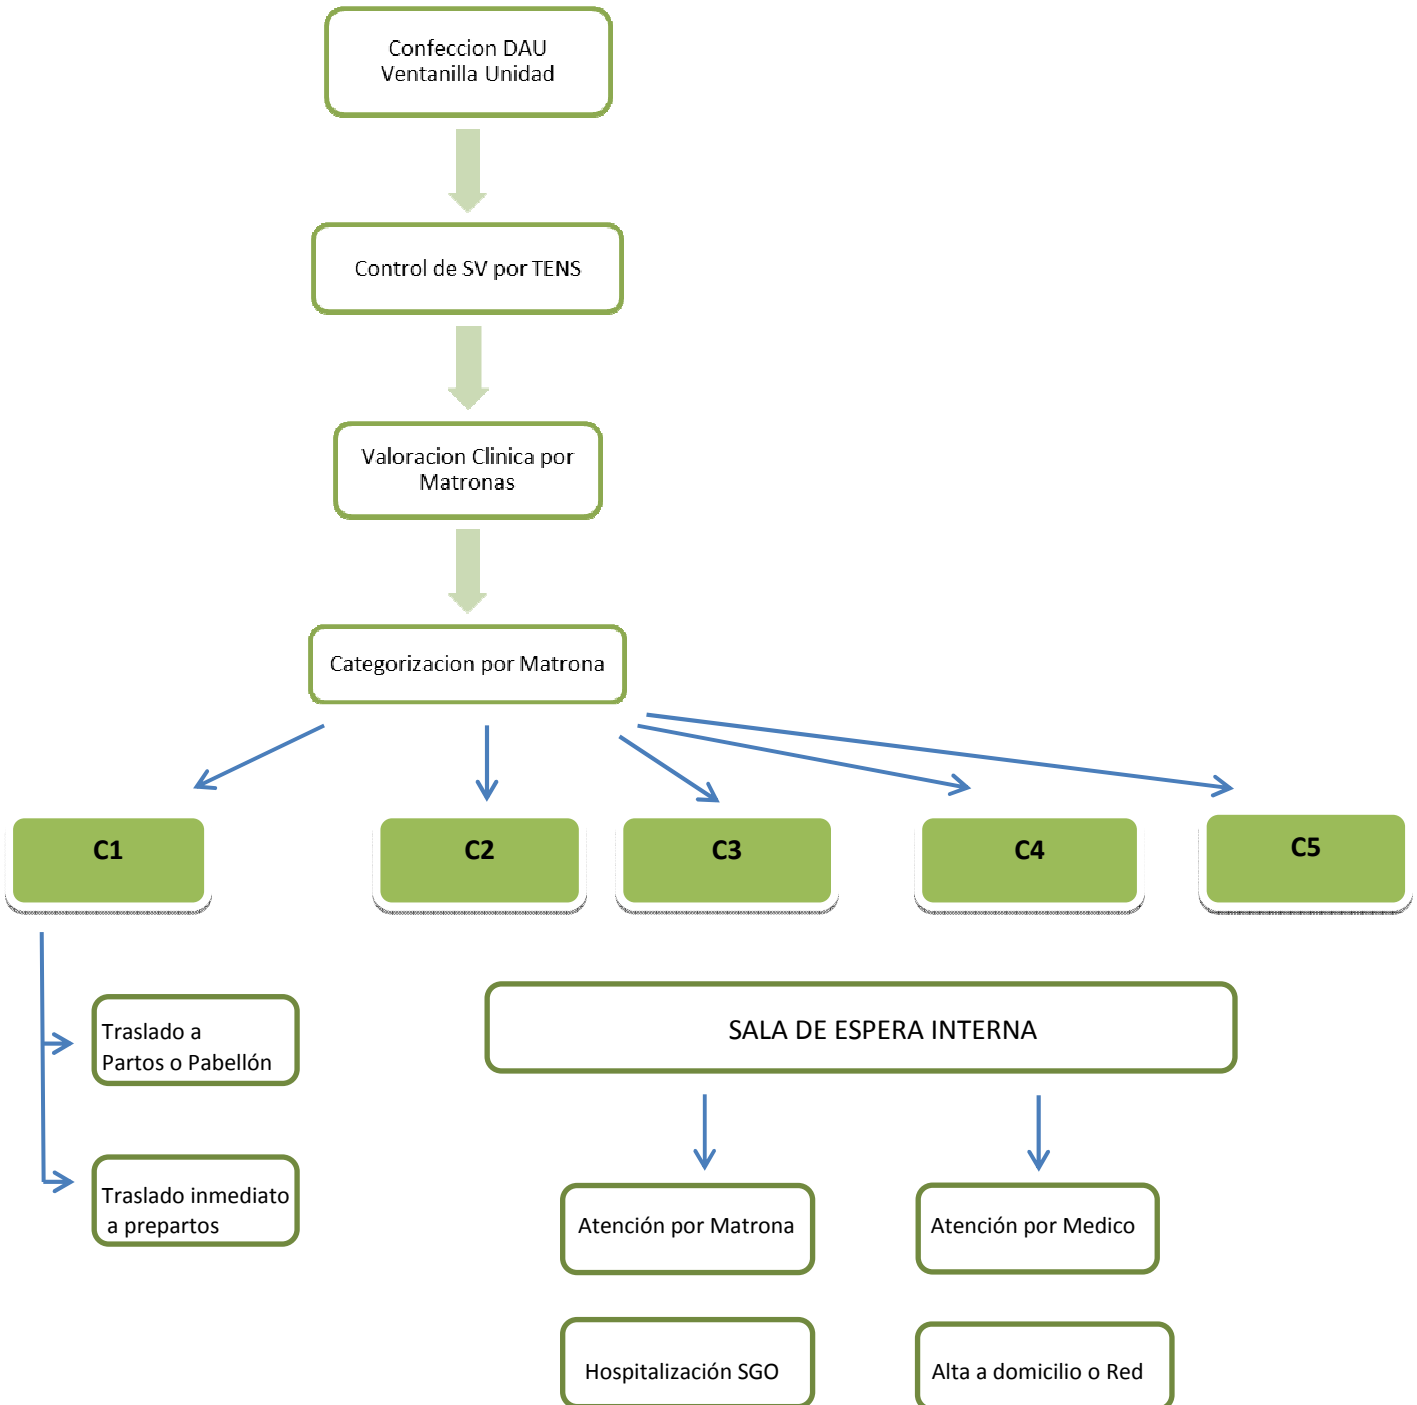 Confeccion DAU
Ventanilla Unidad
Control de SV por TENS
Valoracion Clinica por
Matronas
Categorizacion por Matrona
C1
C2
C3
C4
C5
Traslado a
Partos o Pabellón
Traslado inmediato
a prepartos
SALA DE ESPERA INTERNA
Atención por Matrona
Atención por Medico
Hospitalización SGO
Alta a domicilio o Red